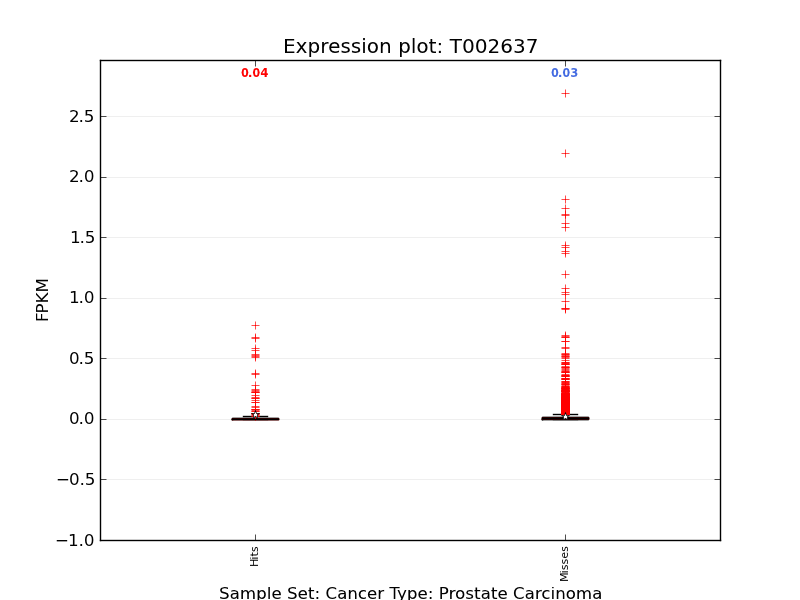 Expression plot: T002637
0.04
0.03
2.5
2.0
1.5
1.0
0.5
0.0
−0.5
−1.0
FPKM
Hits
Misses
Sample Set: Cancer Type: Prostate Carcinoma